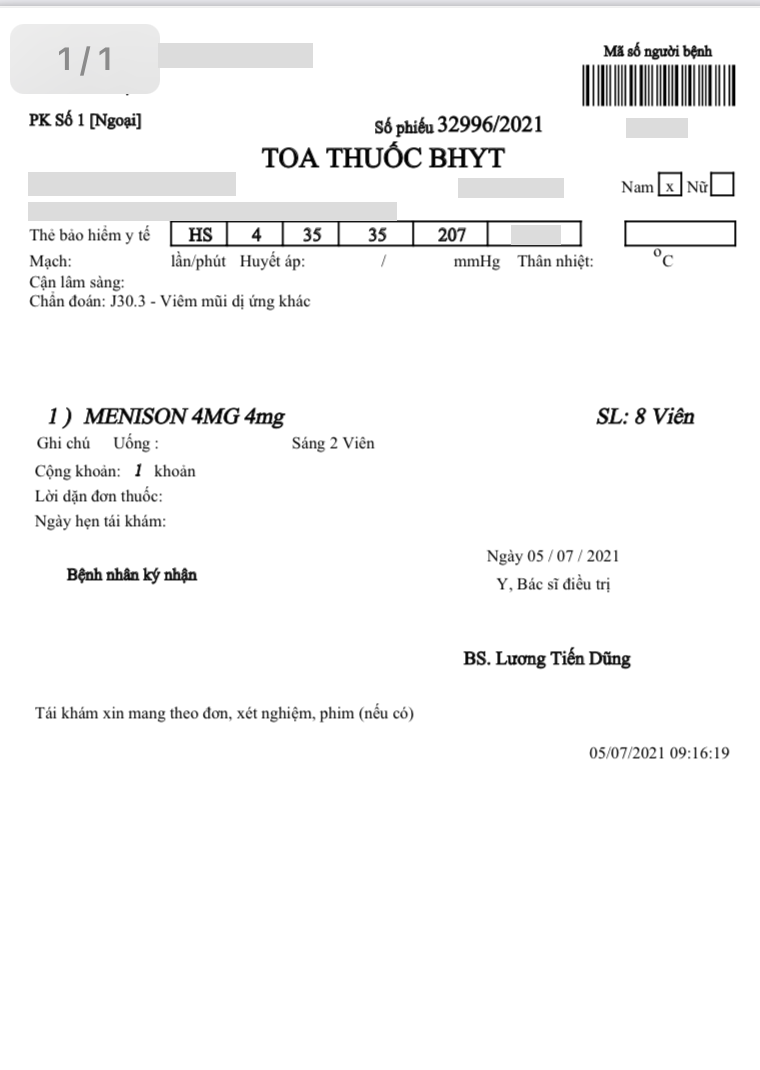 1/1
Mã số người bệnh
PK Số 1 [Ngoại]
Số phiếu 32996/2021
TOA THUỐC BHYT
Nam x Nữ
Thẻ bảo hiểm y tế HS 4 35 35 207
Mạch: lần/phút Huyết áp: / mmHg Thân nhiệt: °C
Cận lâm sàng:
Chẩn đoán: J30.3 - Viêm mũi dị ứng khác
1 ) MENISON 4MG 4mg SL: 8 Viên
Ghi chú Uống : Sáng 2 Viên
Cộng khoản: 1 khoản
Lời dặn đơn thuốc:
Ngày hẹn tái khám:
Ngày 05 / 07 / 2021
Bệnh nhân ký nhận
Y, Bác sĩ điều trị
BS. Lương Tiến Dũng
Tái khám xin mang theo đơn, xét nghiệm, phim (nếu có)
05/07/2021 09:16:19